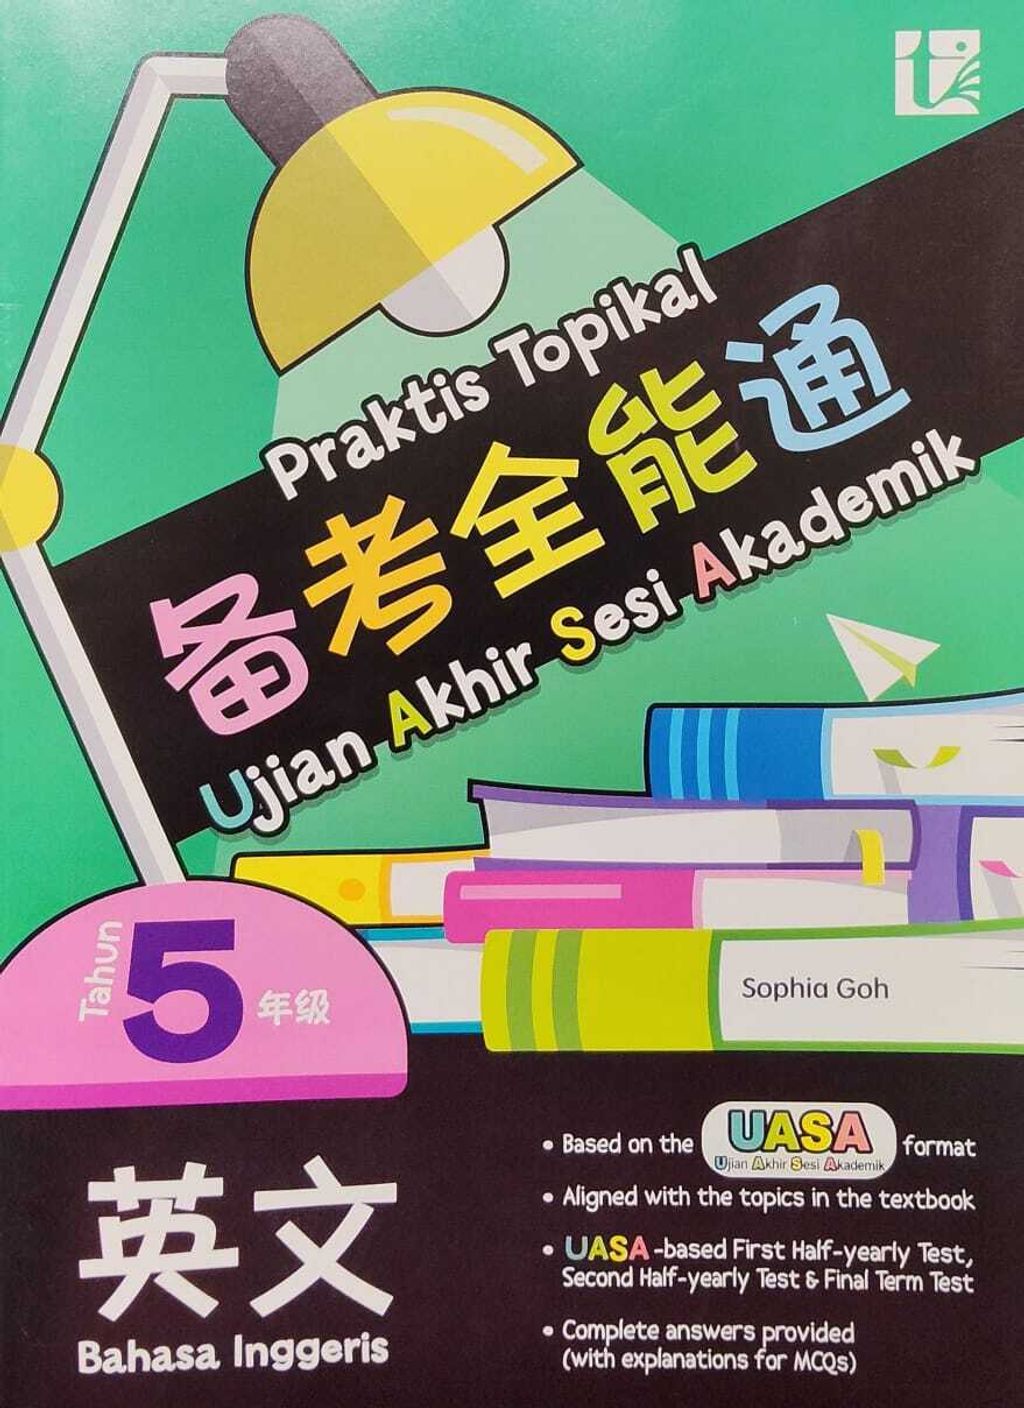 Praktis Topikal
备考全能通
Ujian Akhir Sesi Akademik
Sophia Goh
Tahun 5 年级
英文
Bahasa Inggeris
• Based on the UASA format
Ujian Akhir Sesi Akademik
• Aligned with the topics in the textbook
• UASA-based First Half-yearly Test,
Second Half-yearly Test & Final Term Test
• Complete answers provided
(with explanations for MCQs)